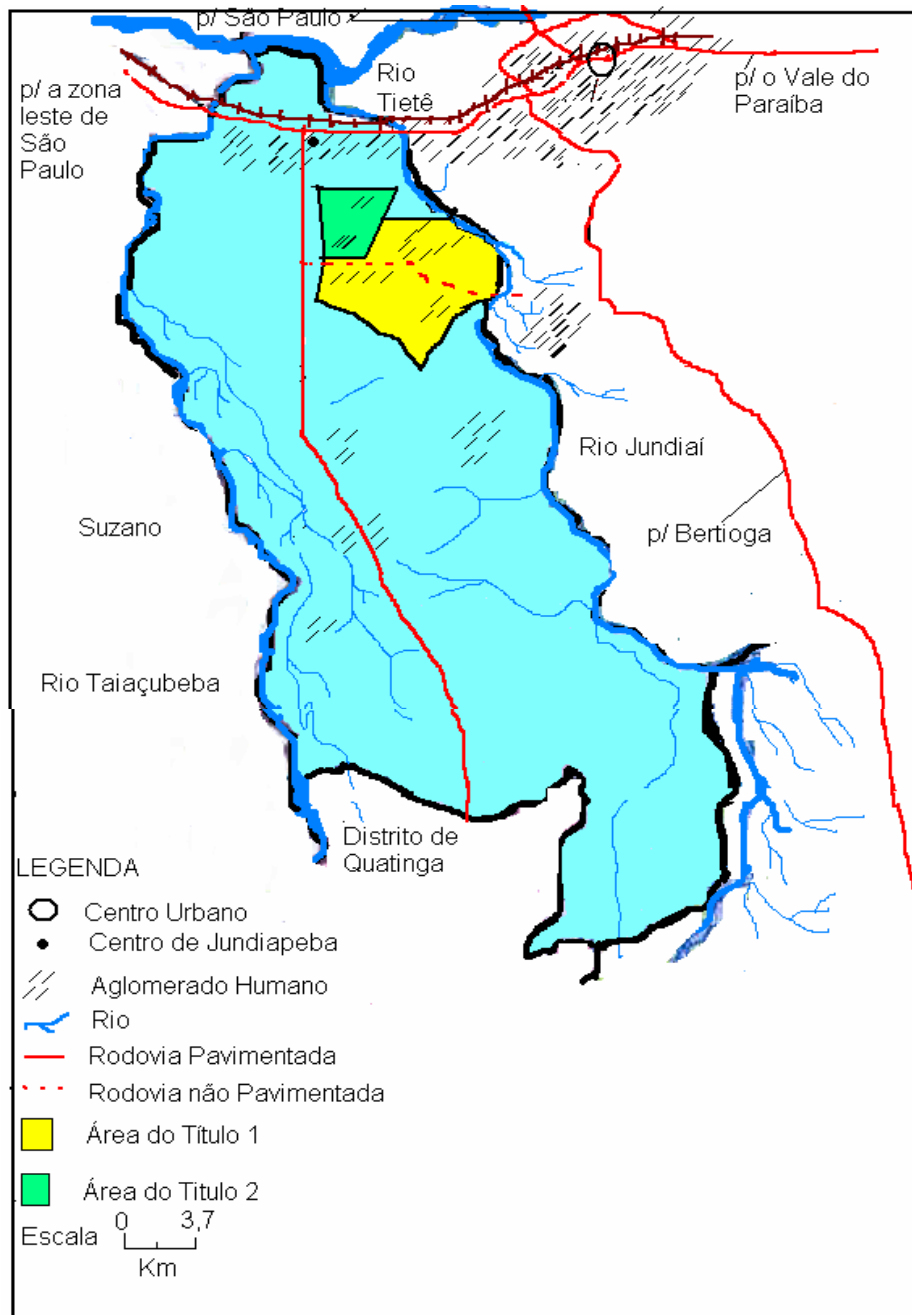 p/ São Paulo
p/ a zona
leste de
São
Paulo
Rio
Tietê
p/ o Vale do
Paraíba
Rio Jundiaí
Suzano
p/ Bertioga
Rio Taiaçubeba
Distrito de
Quatinga
LEGENDA
Centro Urbano
Centro de Jundiapeba
Aglomerado Humano
Rio
Rodovia Pavimentada
Rodovia não Pavimentada
Área do Título 1
Área do Titulo 2
Escala 0 3,7
Km